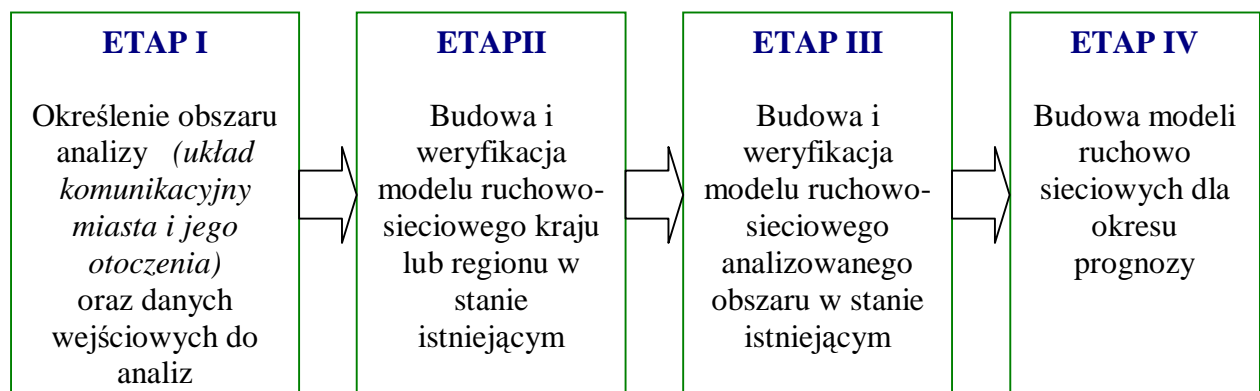 ETAP I
Określenie obszaru
analizy (układ
komunikacyjny
miasta i jego
otoczenia)
oraz danych
wejściowych do
analiz
ETAPII
Budowa i
weryfikacja
modelu ruchowo-
sieciowego kraju
lub regionu w
stanie
istniejącym
ETAP III
Budowa i
weryfikacja
modelu ruchowo-
sieciowego
analizowanego
obszaru w stanie
istniejącym
ETAP IV
Budowa modeli
ruchowo
sieciowych dla
okresu
prognozy